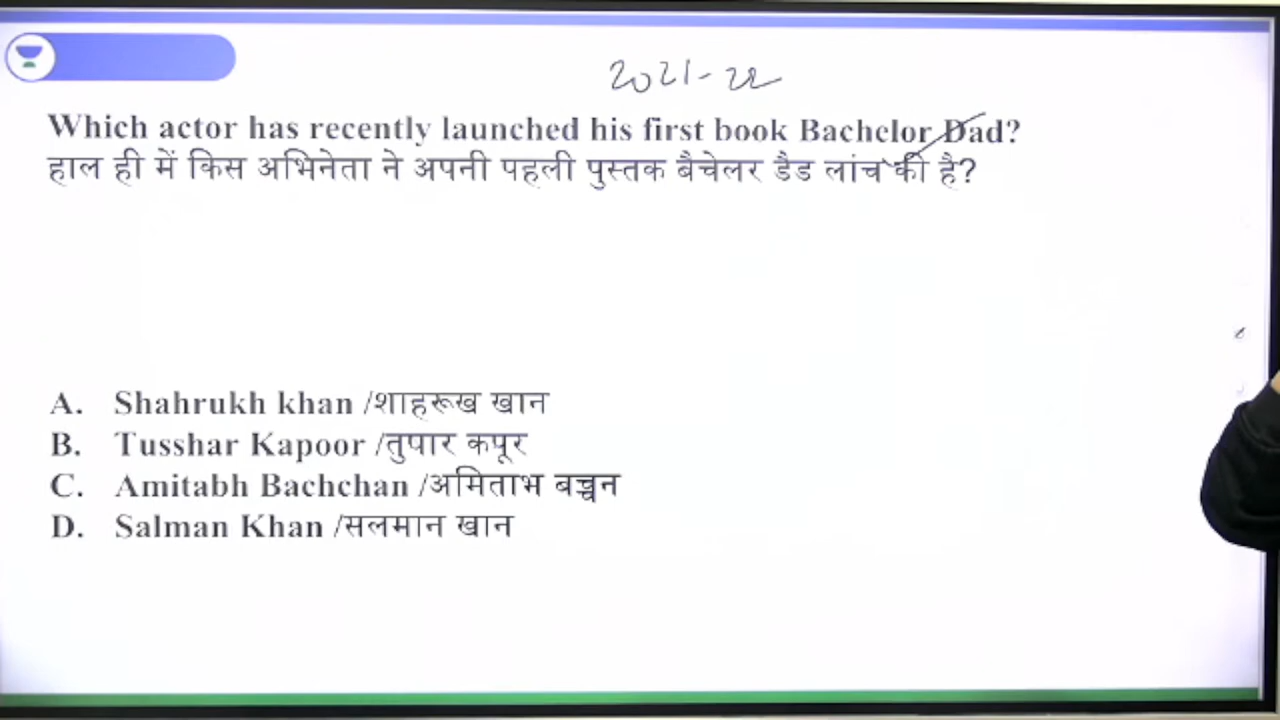 2021-22
Which actor has recently launched his first book Bachelor Dad?
हाल ही में किस अभिनेता ने अपनी पहली पुस्तक बैचेलर डैड लांच की है?
A. Shahrukh khan /शाहरूख खान
B. Tusshar Kapoor /तुषार कपूर
C. Amitabh Bachchan /अमिताभ बच्चन
D. Salman Khan /सलमान खान